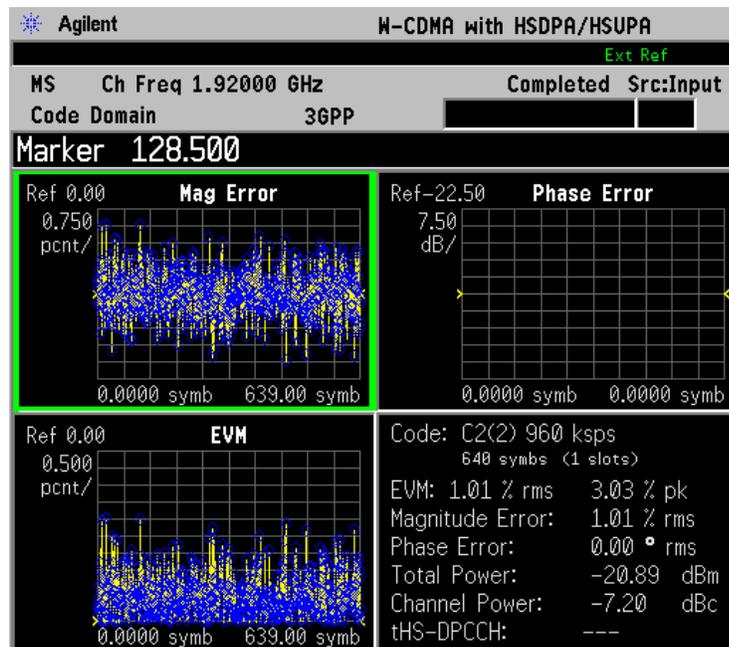 Agilent W-CDMA with HSDPA/HSUPA
Ext Ref
MS Ch Freq 1.92000 GHz Completed Src:Input
Code Domain 3GPP
Marker 128.500
Ref 0.00 Mag Error
0.750
pcnt/
0.0000 symb 639.00 symb
Ref-22.50 Phase Error
7.50
dB/
0.0000 symb 0.0000 symb
Ref 0.00 EVM
0.500
pcnt/
0.0000 symb 639.00 symb
Code: C2(2) 960 ksps
640 symbs (1 slots)
EVM: 1.01 % rms 3.03 % pk
Magnitude Error: 1.01 % rms
Phase Error: 0.00 ° rms
Total Power: -20.89 dBm
Channel Power: -7.20 dBc
tHS-DPCCH: ---